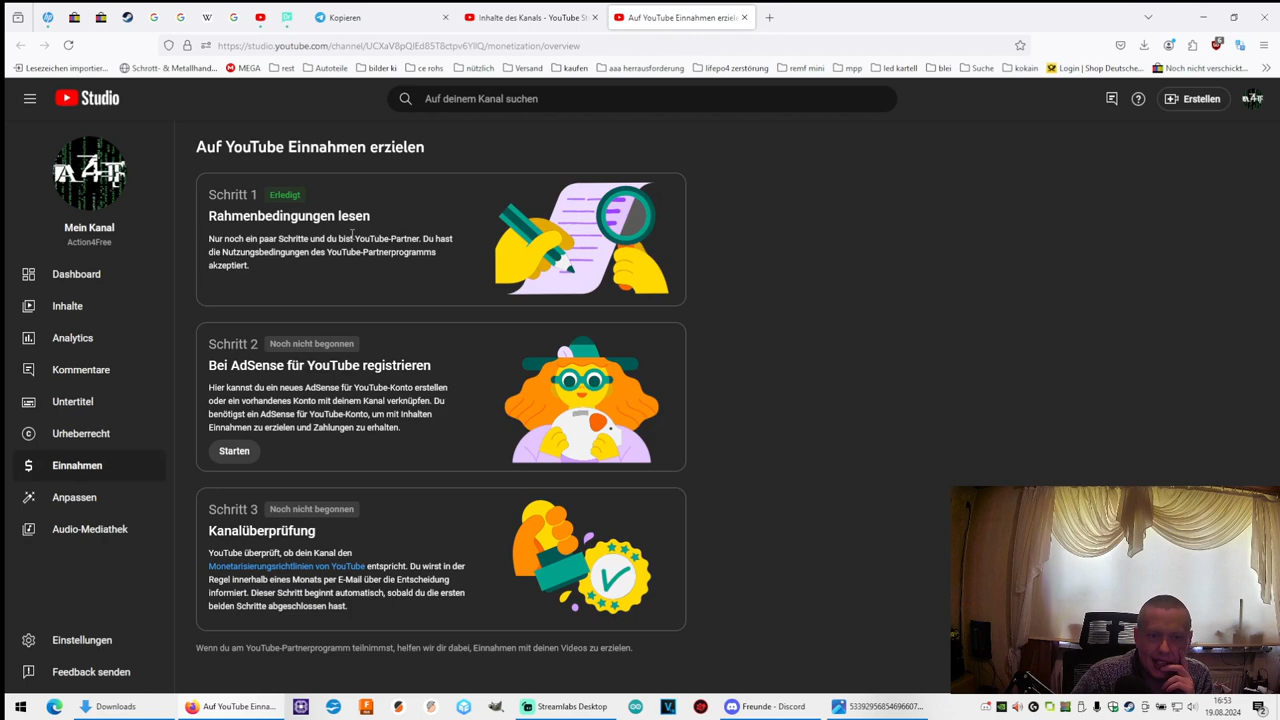 Kopieren
Inhalte des Kanals - YouTube St
Auf YouTube Einnahmen erziele
https://studio.youtube.com/channel/UCXaV8pQIEd85T8ctpv6YlIQ/monetization/overview
Lesezeichen importier...
Schrott- & Metallhand...
MEGA
rest
Autoteile
bilder ki
ce rohs
nützlich
Versand
kaufen
aaa herrausforderung
lifepo4 zerstörung
remf mini
mpp
led kartell
blei
Suche
kokain
Login | Shop Deutsche...
Noch nicht verschickt...
Studio
Auf deinem Kanal suchen
Erstellen
A4F
Mein Kanal
Action4Free
Dashboard
Inhalte
Analytics
Kommentare
Untertitel
Urheberrecht
Einnahmen
Anpassen
Audio-Mediathek
Einstellungen
Feedback senden
Auf YouTube Einnahmen erzielen
Schritt 1 Erledigt
Rahmenbedingungen lesen
Nur noch ein paar Schritte und du bist YouTube-Partner. Du hast
die Nutzungsbedingungen des YouTube-Partnerprogramms
akzeptiert.
Schritt 2 Noch nicht begonnen
Bei AdSense für YouTube registrieren
Hier kannst du ein neues AdSense für YouTube-Konto erstellen
oder ein vorhandenes Konto mit deinem Kanal verknüpfen. Du
benötigst ein AdSense für YouTube-Konto, um mit Inhalten
Einnahmen zu erzielen und Zahlungen zu erhalten.
Starten
Schritt 3 Noch nicht begonnen
Kanalüberprüfung
YouTube überprüft, ob dein Kanal den
Monetarisierungsrichtlinien von YouTube entspricht. Du wirst in der
Regel innerhalb eines Monats per E-Mail über die Entscheidung
informiert. Dieser Schritt beginnt automatisch, sobald du die ersten
beiden Schritte abgeschlossen hast.
Wenn du am YouTube-Partnerprogramm teilnimmst, helfen wir dir dabei, Einnahmen mit deinen Videos zu erzielen.
Downloads
Auf YouTube Einna...
Streamlabs Desktop
Freunde - Discord
53392956854696607...
16:53
19.08.2024